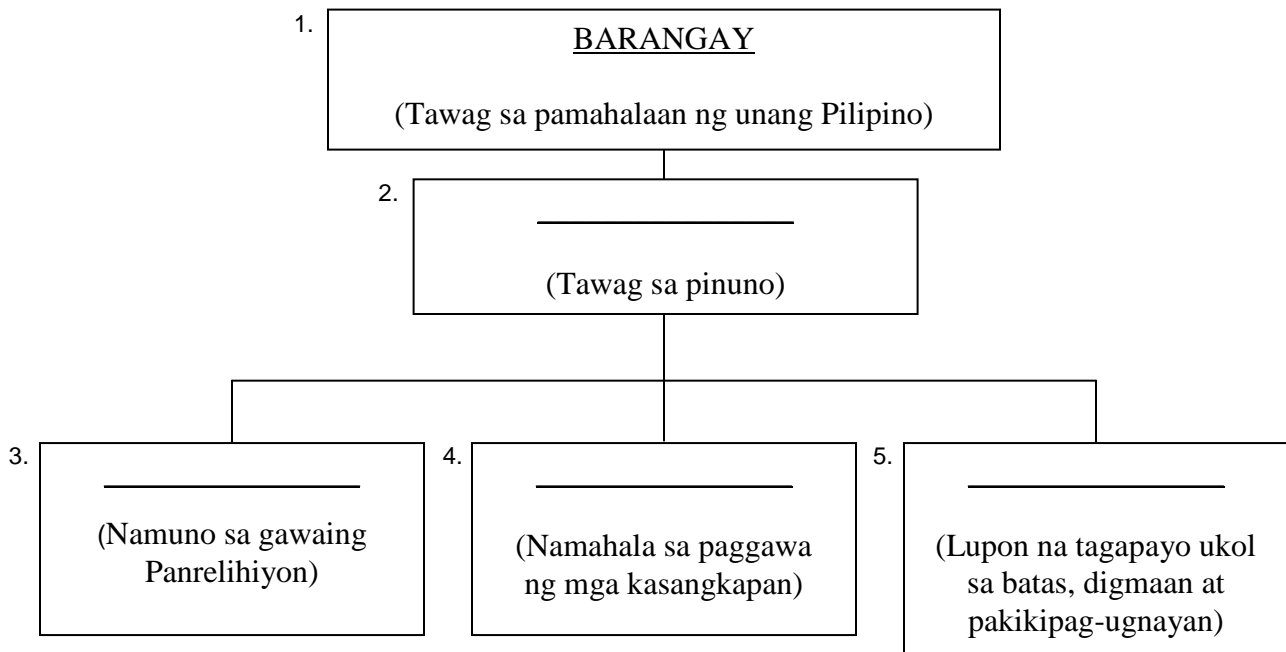 1.
BARANGAY
(Tawag sa pamahalaan ng unang Pilipino)
2.
(Tawag sa pinuno)
3.
(Namuno sa gawaing
Panrelihiyon)
4.
(Namahala sa paggawa
ng mga kasangkapan)
5.
(Lupon na tagapayo ukol
sa batas, digmaan at
pakikipag-ugnayan)